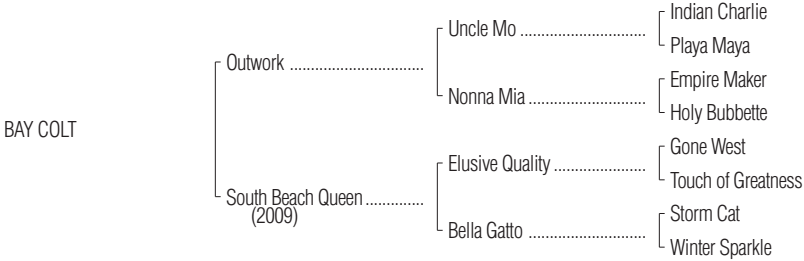 Indian Charlie
Uncle Mo ..............................
Playa Maya
Outwork ................................
Empire Maker
Nonna Mia ............................
Holy Bubbette
BAY COLT
Gone West
Elusive Quality ......................
Touch of Greatness
South Beach Queen ..............
(2009)
Storm Cat
Bella Gatto ............................
Winter Sparkle